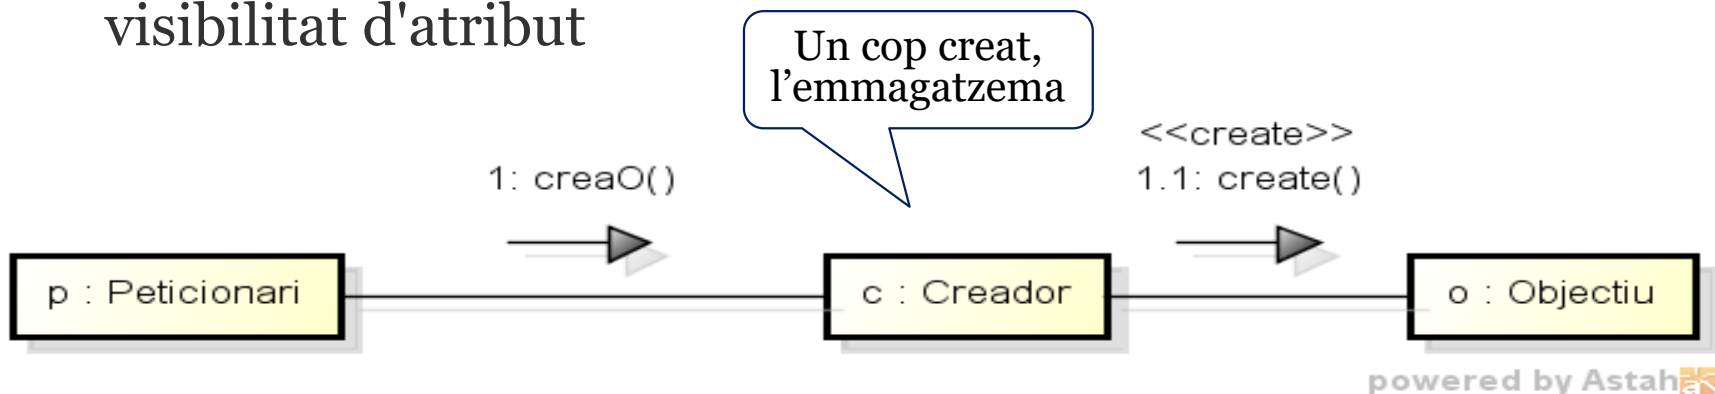 visibilitat d'atribut
Un cop creat,
l’emmagatzema
<<create>>
1: creaO()
1.1: create()
p : Peticionari
c : Creador
o : Objectiu
powered by Astah